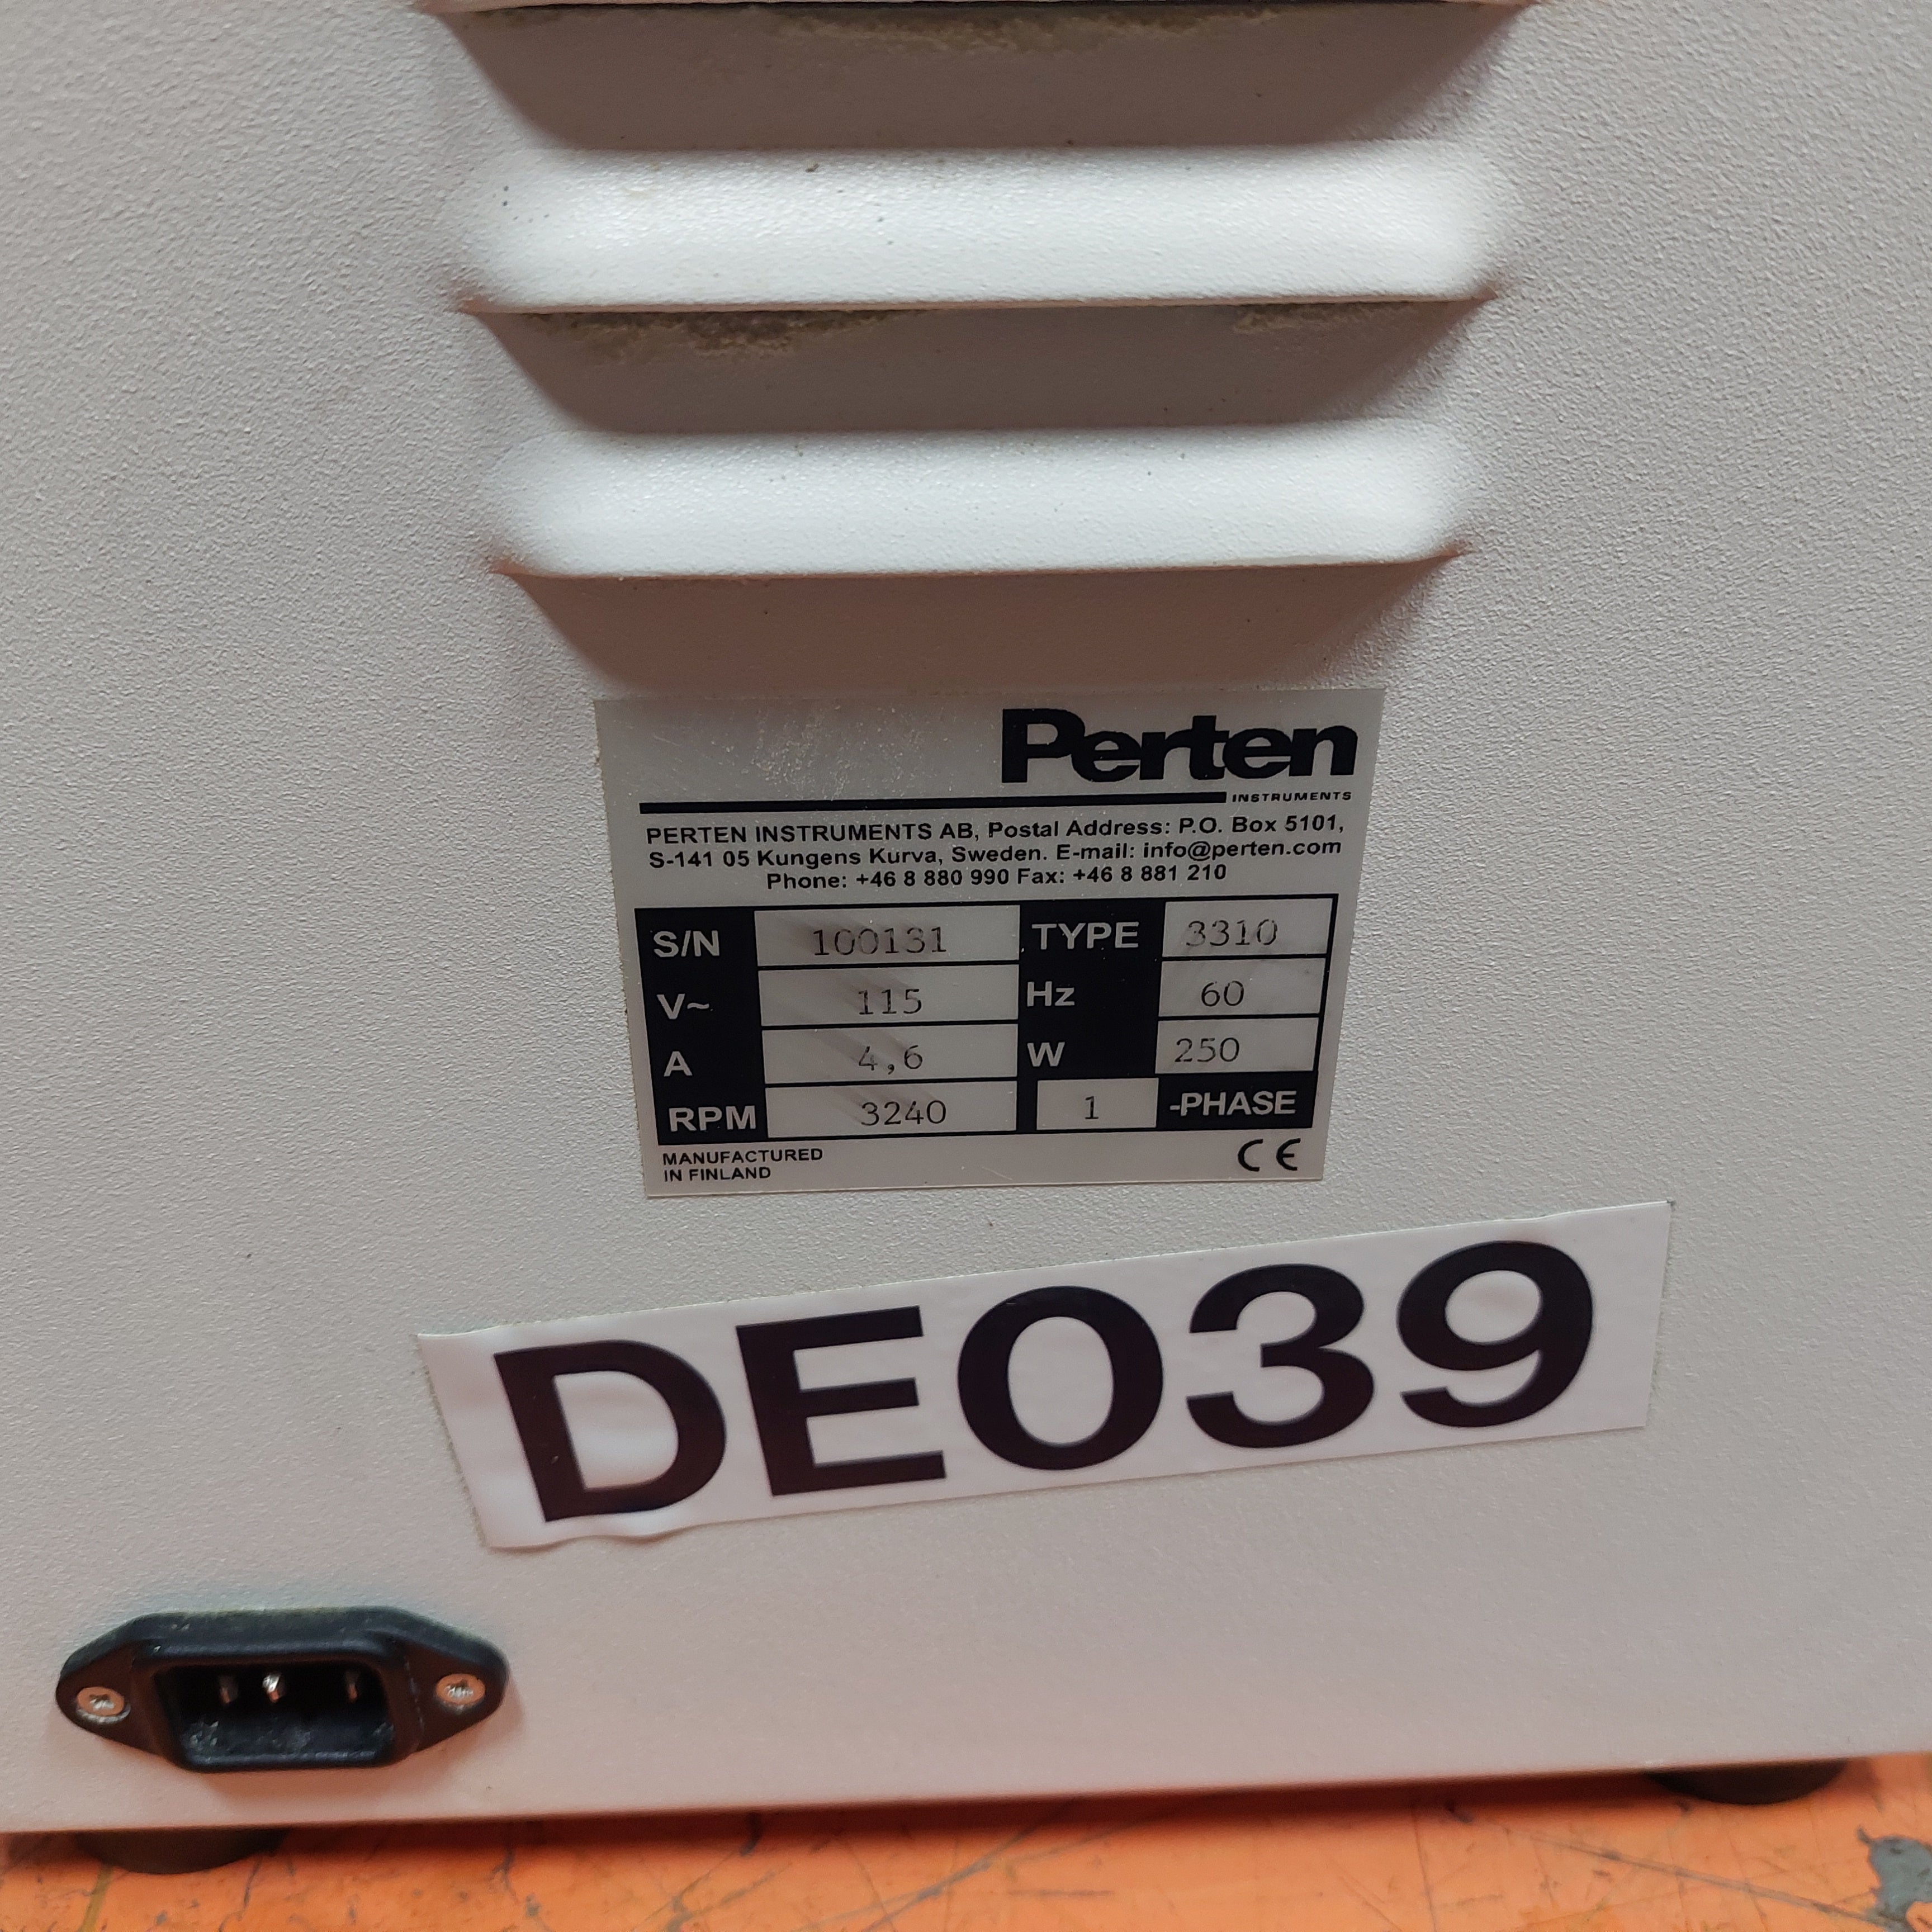 Perten
INSTRUMENTS
PERTEN INSTRUMENTS AB, Postal Address: P.O. Box 5101,
S-141 05 Kungens Kurva, Sweden. E-mail: info@perten.com
Phone: +46 8 880 990 Fax: +46 8 881 210
S/N 100131 TYPE 3310
V~ 115 Hz 60
A 4,6 W 250
RPM 3240 1 -PHASE
MANUFACTURED
IN FINLAND
CE
DE039